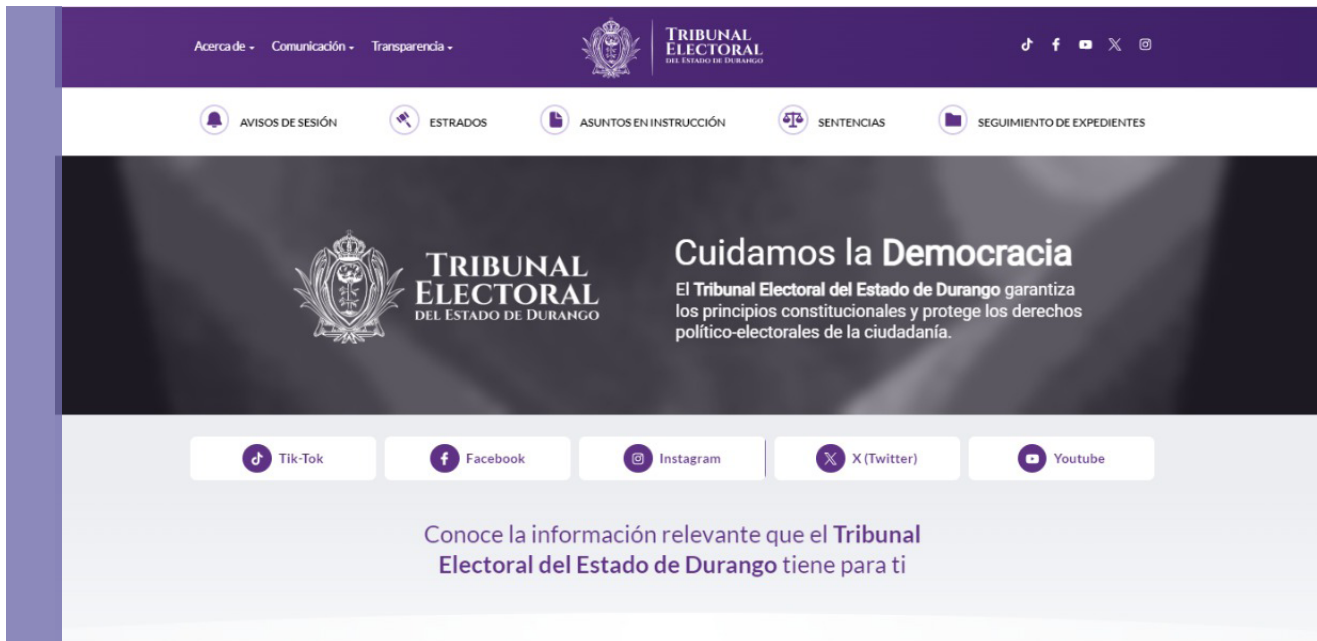 Acerca de Comunicación Transparencia
TRIBUNAL
ELECTORAL
DEL ESTADO DE DURANGO
AVISOS DE SESIÓN
ESTRADOS
ASUNTOS EN INSTRUCCIÓN
SENTENCIAS
SEGUIMIENTO DE EXPEDIENTES
TRIBUNAL
ELECTORAL
DEL ESTADO DE DURANGO
Cuidamos la Democracia
El Tribunal Electoral del Estado de Durango garantiza
los principios constitucionales y protege los derechos
político-electorales de la ciudadanía.
Tik-Tok
Facebook
Instagram
X (Twitter)
Youtube
Conoce la información relevante que el Tribunal
Electoral del Estado de Durango tiene para ti